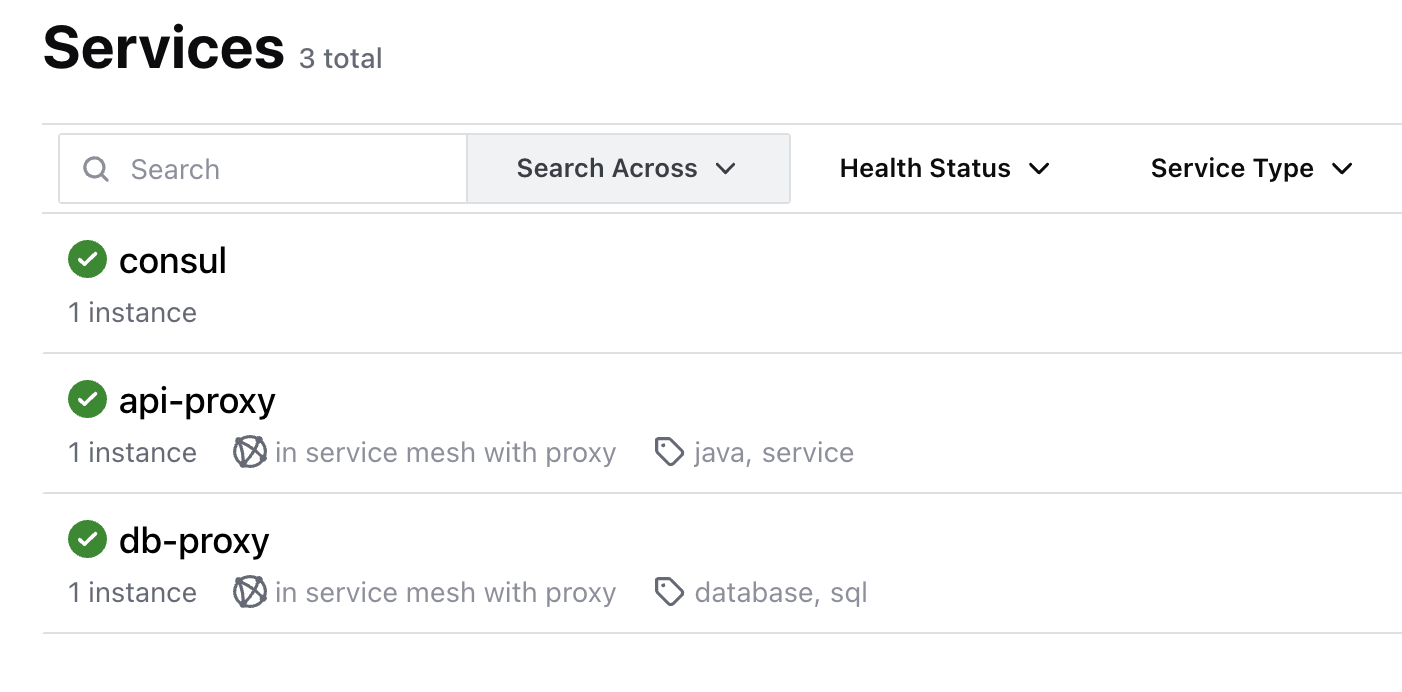 Services 3 total
Search Search Across Health Status Service Type
consul
1 instance
api-proxy
1 instance in service mesh with proxy java, service
db-proxy
1 instance in service mesh with proxy database, sql